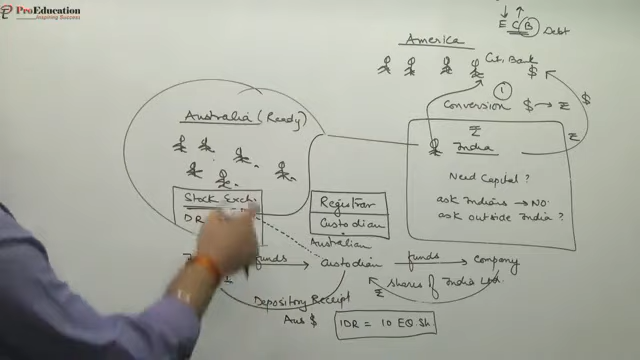 ProEducation
Inspiring Success
E C/B Debt
America
Cit. Bank
$
①
Conversion $ → ₹
$
Australia (Ready)
₹
₹
India
Need Capital?
ask Indians → NO.
ask outside India?
Stock Exch
DR
Registrar
Custodian
Australian
funds → Custodian funds → Company
Depository Receipt
₹ shares of India Ltd.
Aus $
1DR = 10 EQ.Sh